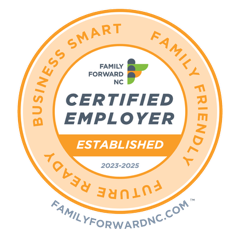 BUSINESS SMART
FAMILY FRIENDLY
FUTURE READY
FAMILY
FORWARD
NC
CERTIFIED
EMPLOYER
ESTABLISHED
2023-2025
FAMILYFORWARDNC.COM